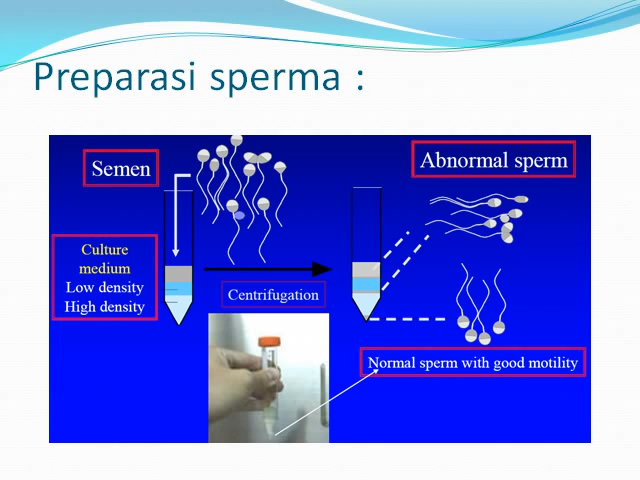 Preparasi sperma :
Semen
Abnormal sperm
Culture
medium
Low density
High density
Centrifugation
Normal sperm with good motility